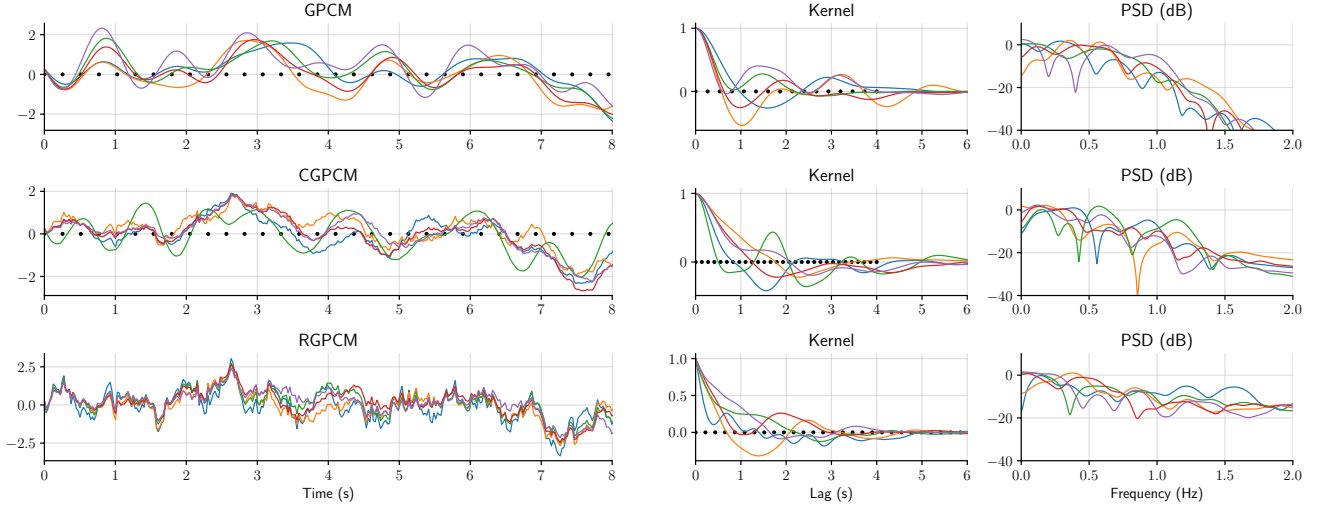 GPCM Kernel PSD (dB)
2 0 −2
0 1 2 3 4 5 6 7 8
1 0
0 1 2 3 4 5 6
0 −20 −40
0.0 0.5 1.0 1.5 2.0
CGPCM Kernel PSD (dB)
2 0 −2
0 1 2 3 4 5 6 7 8
1 0
0 1 2 3 4 5 6
0 −20 −40
0.0 0.5 1.0 1.5 2.0
RGPCM Kernel PSD (dB)
2.5 0.0 −2.5
0 1 2 3 4 5 6 7 8
Time (s)
1.0 0.5 0.0
0 1 2 3 4 5 6
Lag (s)
0 −20 −40
0.0 0.5 1.0 1.5 2.0
Frequency (Hz)